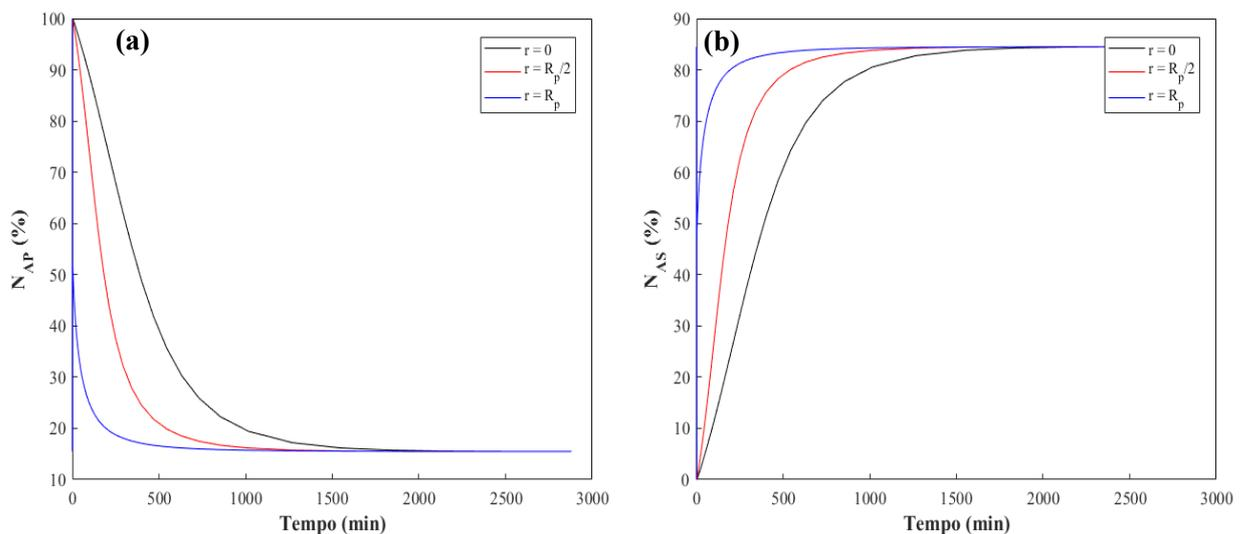 (a)
100
90
80
70
60
50
40
30
20
10
N_AP (%)
0 500 1000 1500 2000 2500 3000
Tempo (min)
r = 0
r = R_p/2
r = R_p
(b)
90
80
70
60
50
40
30
20
10
0
N_AS (%)
0 500 1000 1500 2000 2500 3000
Tempo (min)
r = 0
r = R_p/2
r = R_p